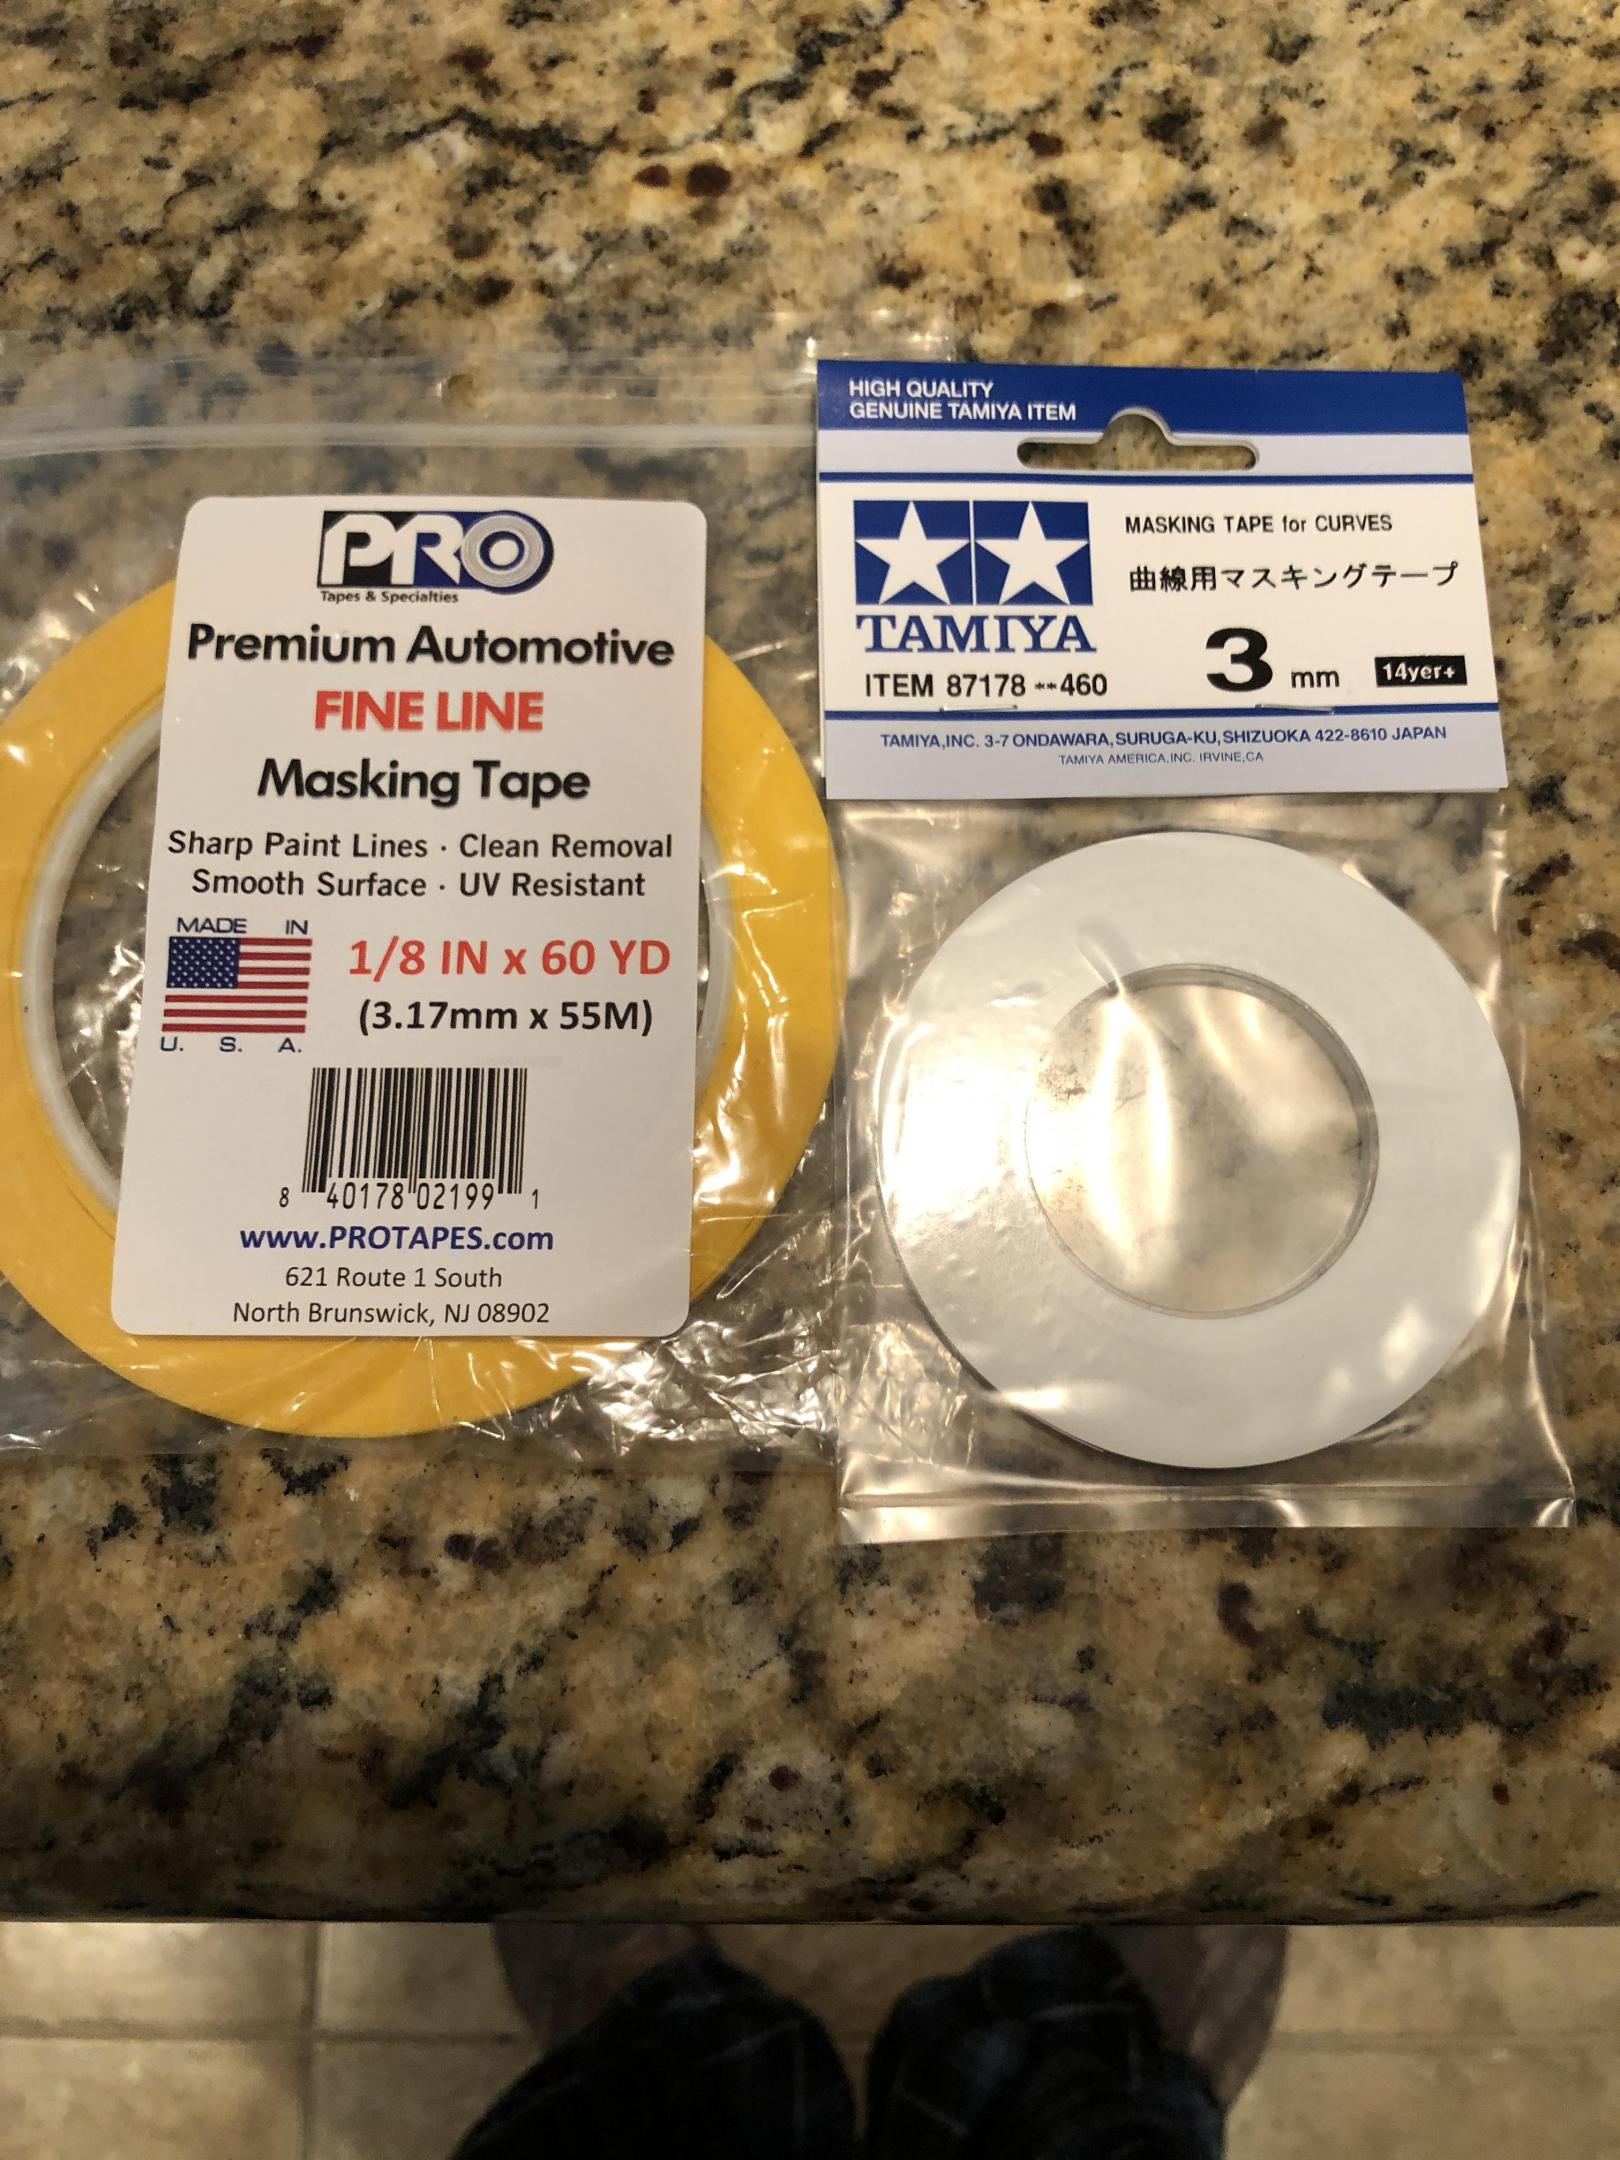 PRO
Tapes & Specialties
Premium Automotive
FINE LINE
Masking Tape
Sharp Paint Lines · Clean Removal
Smooth Surface · UV Resistant
MADE IN
U. S. A.
1/8 IN x 60 YD
(3.17mm x 55M)
8 40178 02199 1
www.PROTAPES.com
621 Route 1 South
North Brunswick, NJ 08902
HIGH QUALITY
GENUINE TAMIYA ITEM
TAMIYA
MASKING TAPE for CURVES
曲線用マスキングテープ
3 mm
14yer+
ITEM 87178 **460
TAMIYA,INC. 3-7 ONDAWARA,SURUGA-KU,SHIZUOKA 422-8610 JAPAN
TAMIYA AMERICA,INC. IRVINE,CA